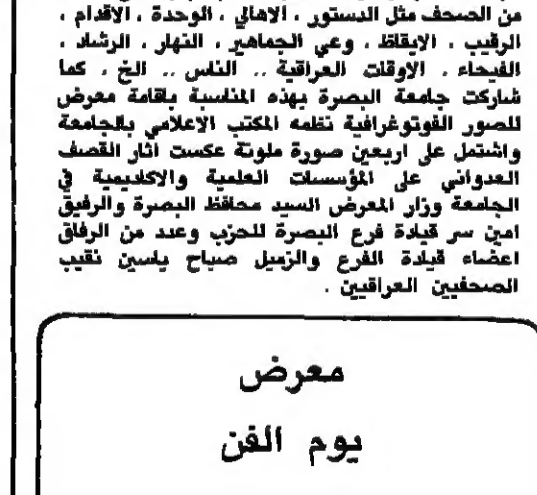 من الصحف مثل الدستور ، الاهالي ، الوحدة ، الاقدام ،
الرقيب ، الايقاظ ، وعي الجماهير ، النهار ، الرشاد ،
الفيحاء ، الاوقات العراقية .. الناس .. الخ . كما
شاركت جامعة البصرة بهذه المناسبة باقامة معرض
للصور الفوتوغرافية نظمه المكتب الاعلامي بالجامعة
واشتمل على اربعين صورة ملونة عكست اثار القصف
العدواني على المؤسسات العلمية والاكاديمية في
الجامعة وزار المعرض السيد محافظ البصرة والرفيق
امين سر قيادة فرع البصرة للحزب وعدد من الرفاق
اعضاء قيادة الفرع والزميل صباح ياسين نقيب
الصحفيين العراقيين .
معرض
يوم الفن